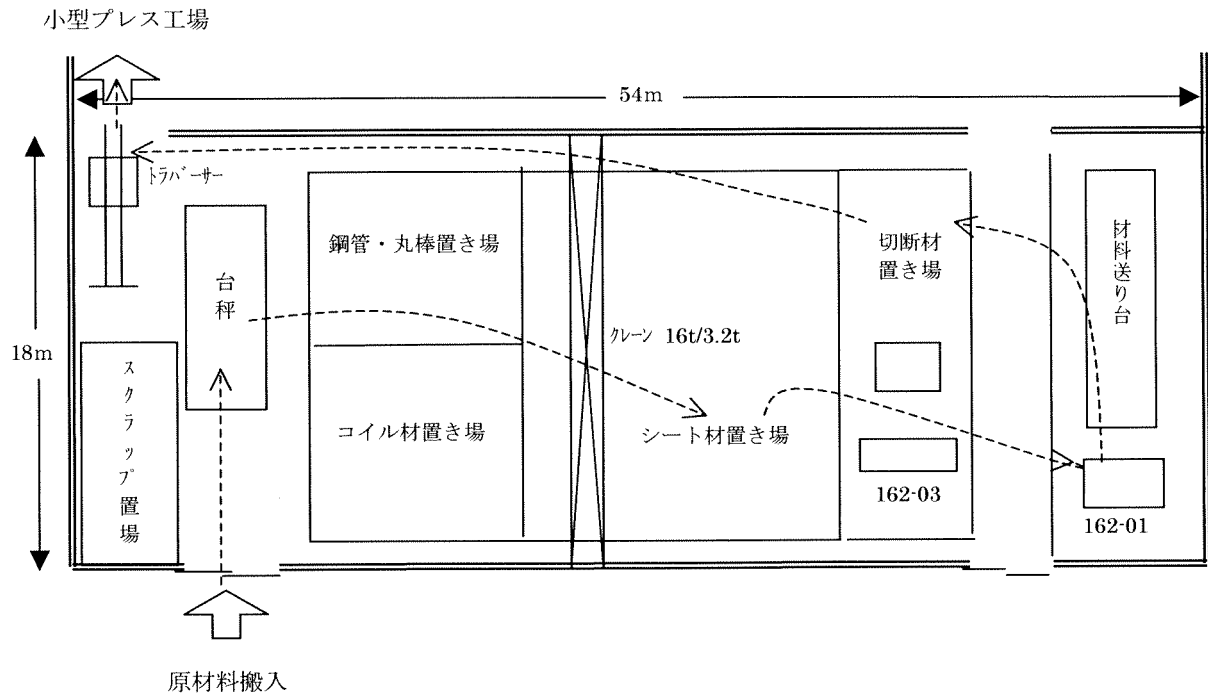 小型プレス工場
54m
トラバーサー
鋼管・丸棒置き場
切断材
置き場
材料送り台
台秤
クレーン 16t/3.2t
18m
スクラップ置場
コイル材置き場
シート材置き場
162-03
162-01
原材料搬入